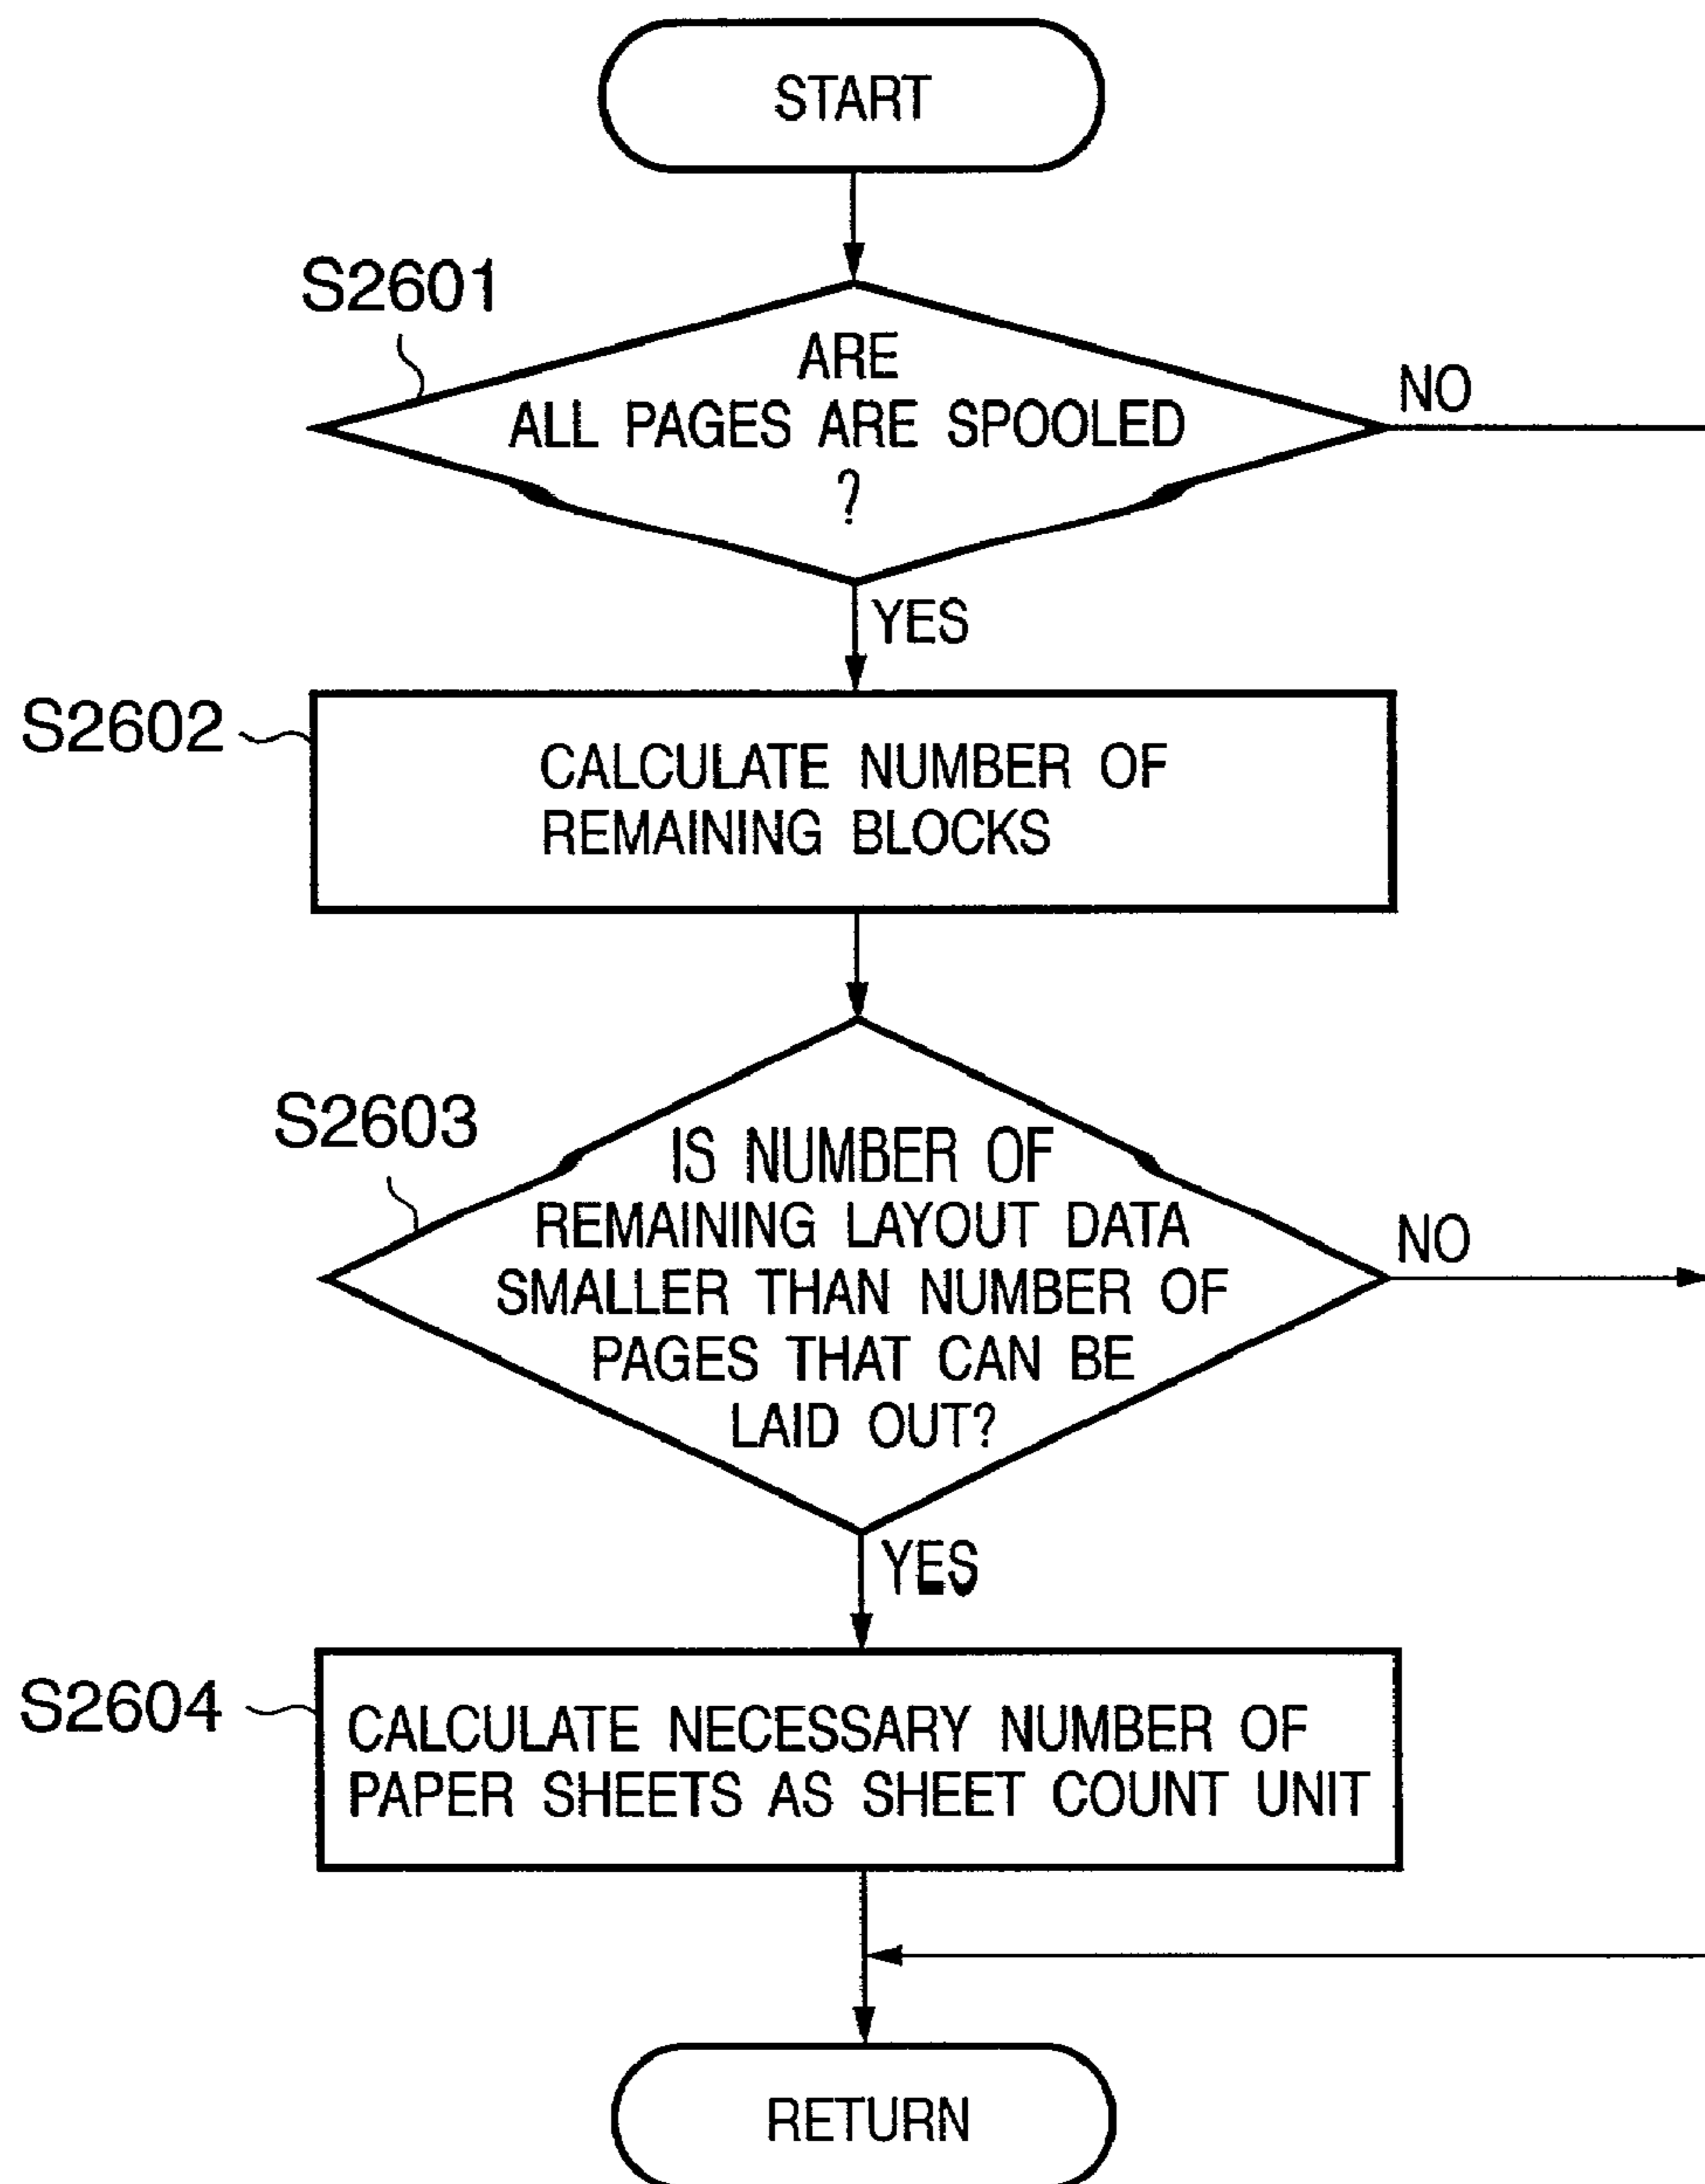 START
S2601
ARE
ALL PAGES ARE SPOOLED
?
NO
YES
S2602
CALCULATE NUMBER OF
REMAINING BLOCKS
S2603
IS NUMBER OF
REMAINING LAYOUT DATA
SMALLER THAN NUMBER OF
PAGES THAT CAN BE
LAID OUT?
NO
YES
S2604
CALCULATE NECESSARY NUMBER OF
PAPER SHEETS AS SHEET COUNT UNIT
RETURN